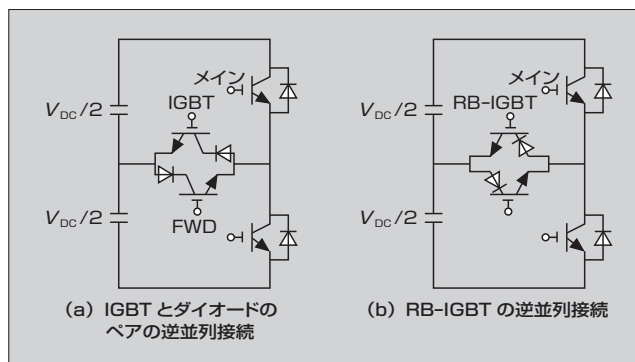 メイン
IGBT
V_DC/2
V_DC/2
FWD
(a) IGBT とダイオードの
ペアの逆並列接続
メイン
RB-IGBT
V_DC/2
V_DC/2
(b) RB-IGBT の逆並列接続